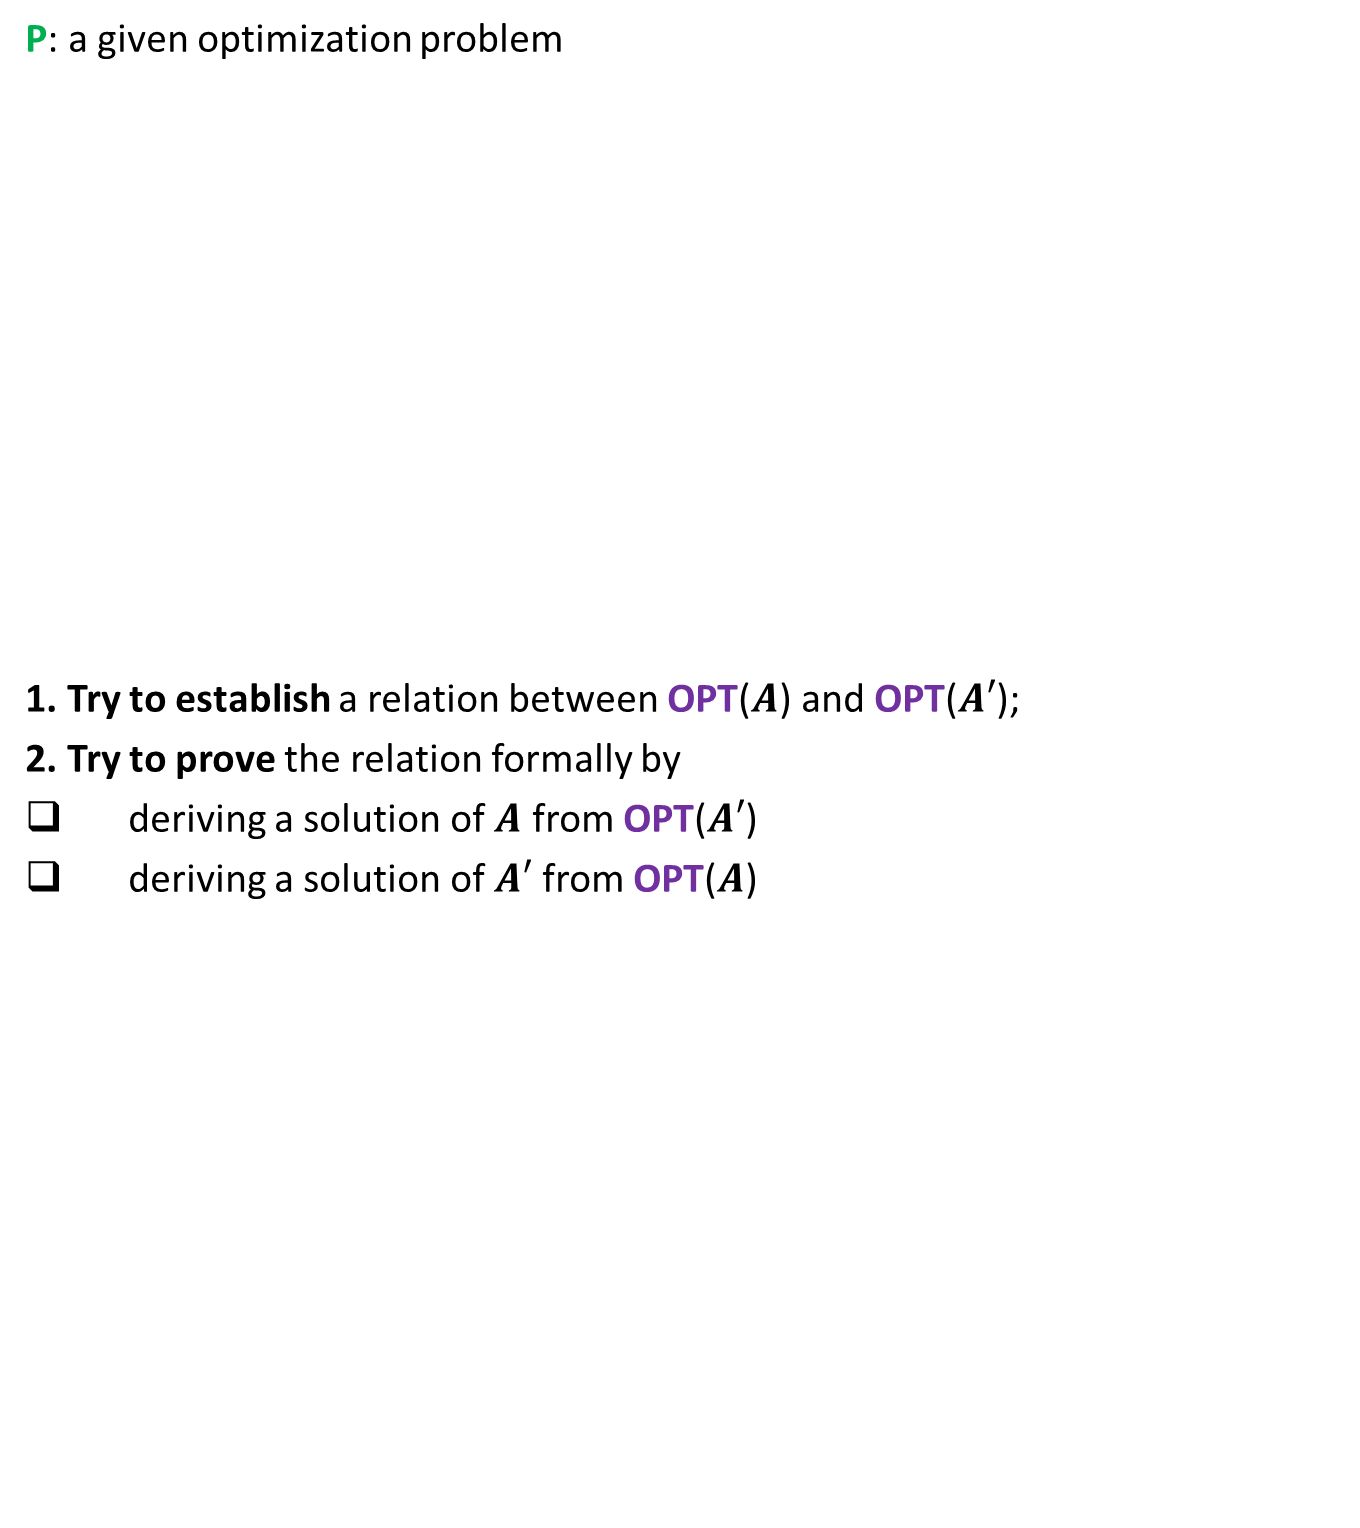 P: a given optimization problem
1. Try to establish a relation between OPT(A) and OPT(A′);
2. Try to prove the relation formally by
❑ deriving a solution of A from OPT(A′)
❑ deriving a solution of A′ from OPT(A)